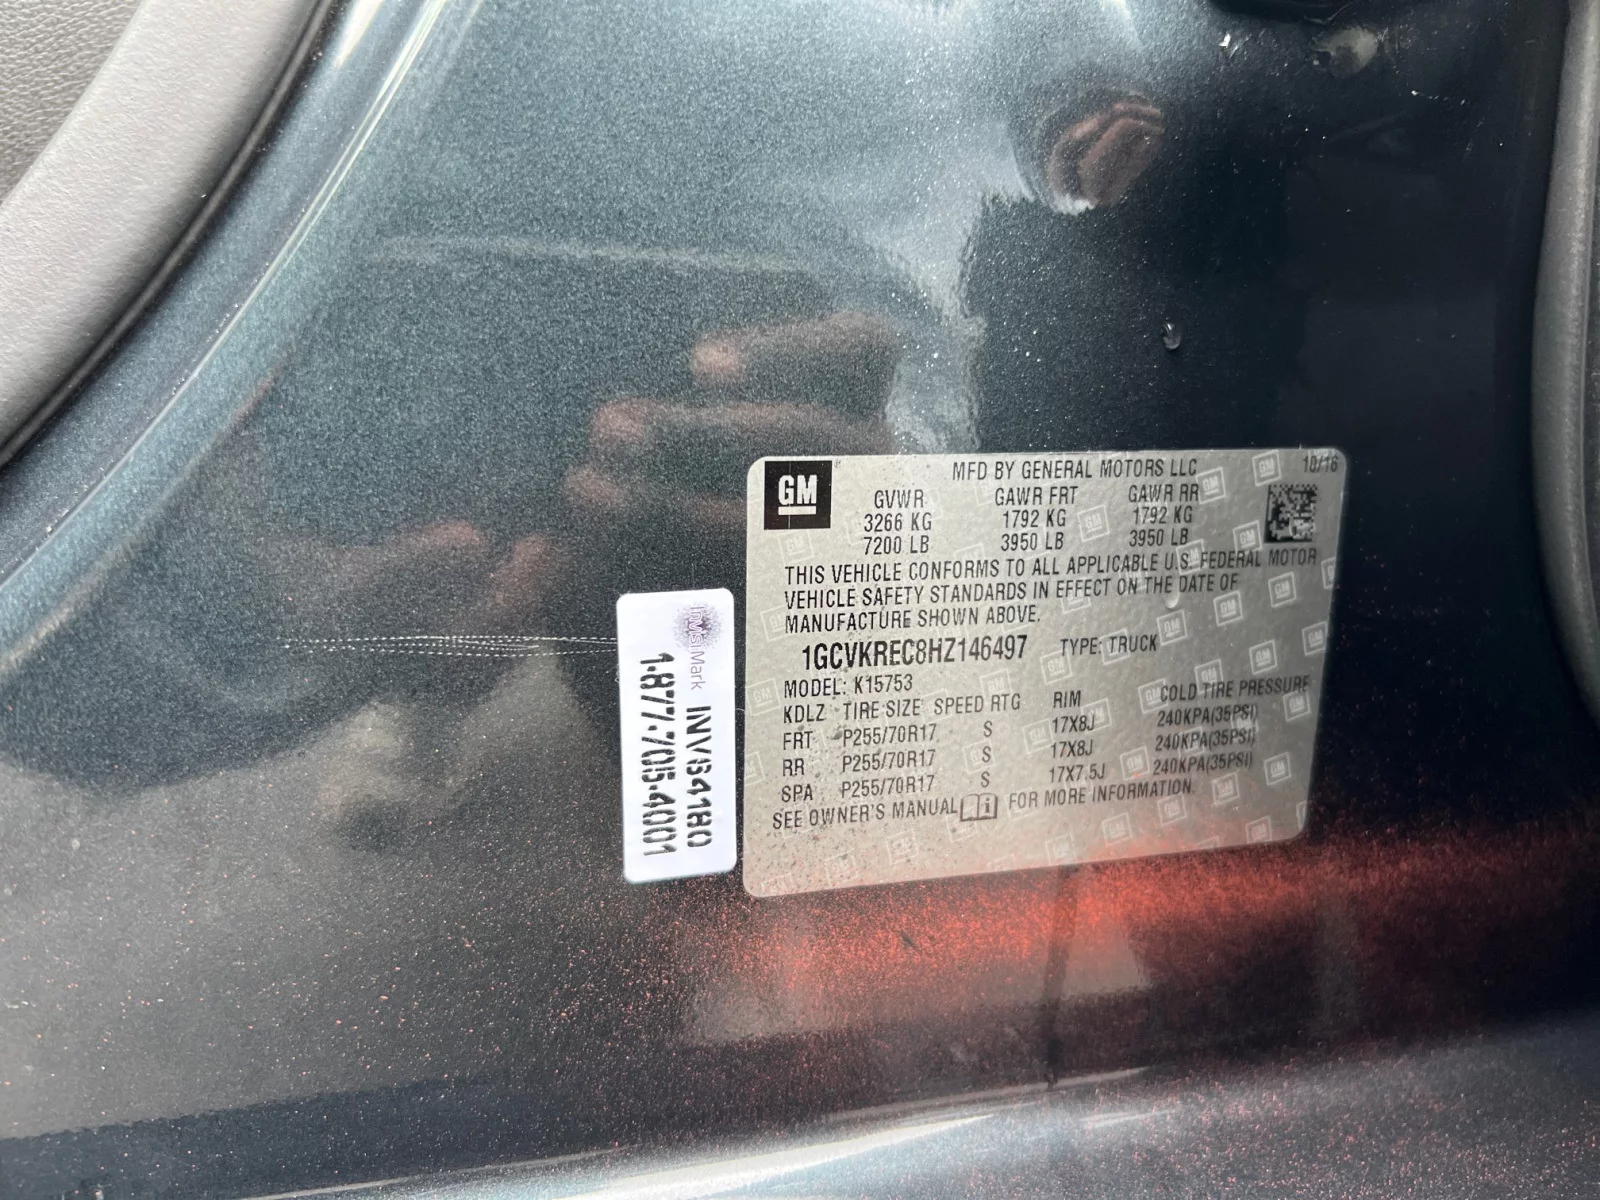 GM
MFD BY GENERAL MOTORS LLC 10/16
GVWR GAWR FRT GAWR RR
3266 KG 1792 KG 1792 KG
7200 LB 3950 LB 3950 LB
THIS VEHICLE CONFORMS TO ALL APPLICABLE U.S. FEDERAL MOTOR
VEHICLE SAFETY STANDARDS IN EFFECT ON THE DATE OF
MANUFACTURE SHOWN ABOVE.
1GCVKREC8HZ146497 TYPE: TRUCK
MODEL: K15753
KDLZ TIRE SIZE SPEED RTG RIM COLD TIRE PRESSURE
FRT P255/70R17 S 17X8J 240KPA(35PSI)
RR P255/70R17 S 17X8J 240KPA(35PSI)
SPA P255/70R17 S 17X7.5J 240KPA(35PSI)
SEE OWNER'S MANUAL FOR MORE INFORMATION.
InvisiMark INV64180
1-877-705-4001